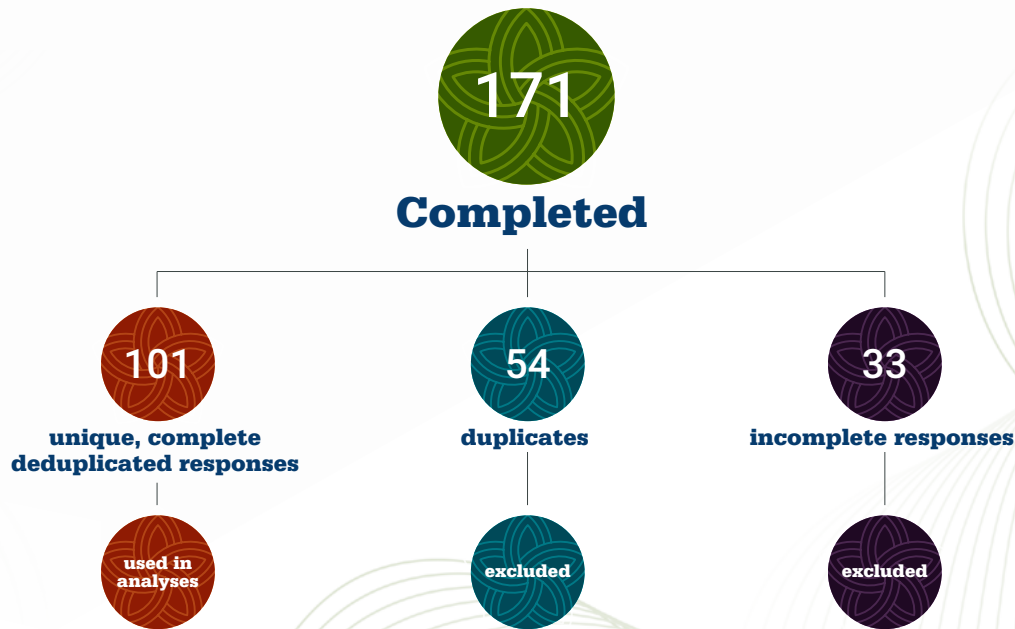 171
Completed
101
54
33
unique, complete
deduplicated responses
duplicates
incomplete responses
used in
analyses
excluded
excluded